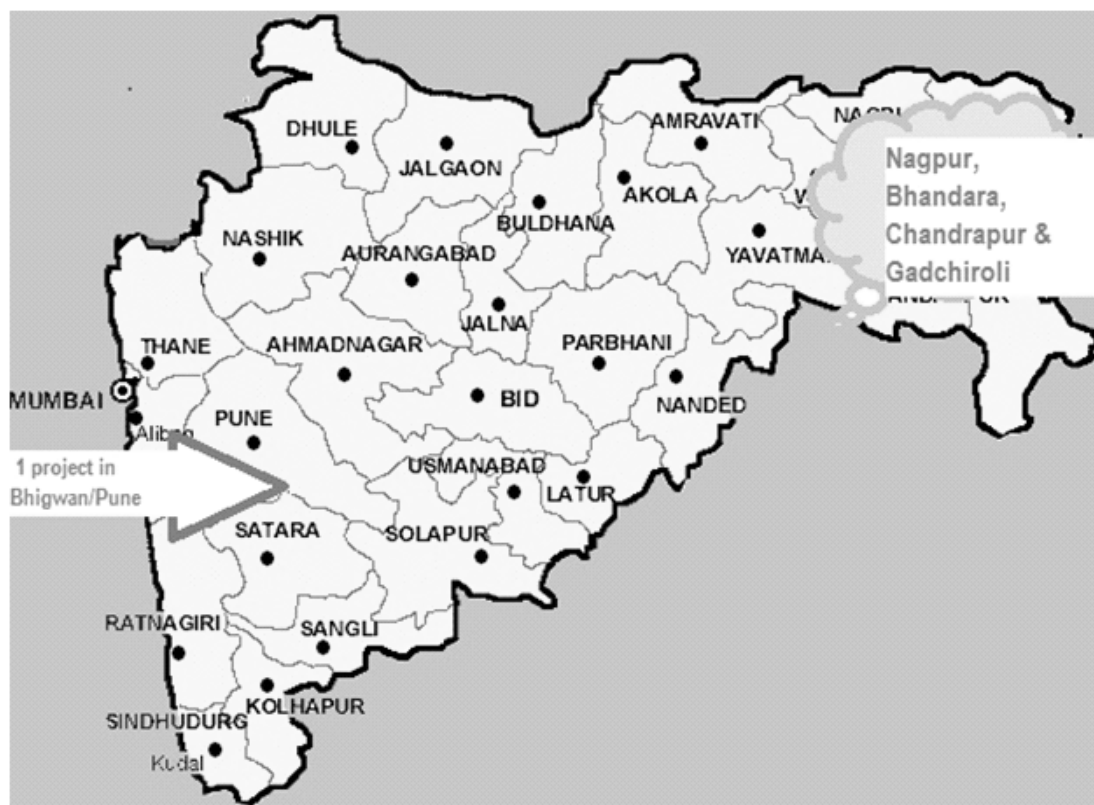 DHULE
JALGAON
AMRAVATI
AKOLA
BULDHANA
Nagpur,
Bhandara,
Chandrapur &
Gadchiroli
NASHIK
AURANGABAD
JALNA
THANE
AHMADNAGAR
PARBHANI
MUMBAI
BID
NANDED
PUNE
1 project in
Bhigwan/Pune
USMANABAD
LATUR
SATARA
SOLAPUR
RATNAGIRI
SANGLI
KOLHAPUR
SINDHUDURG
Kudal